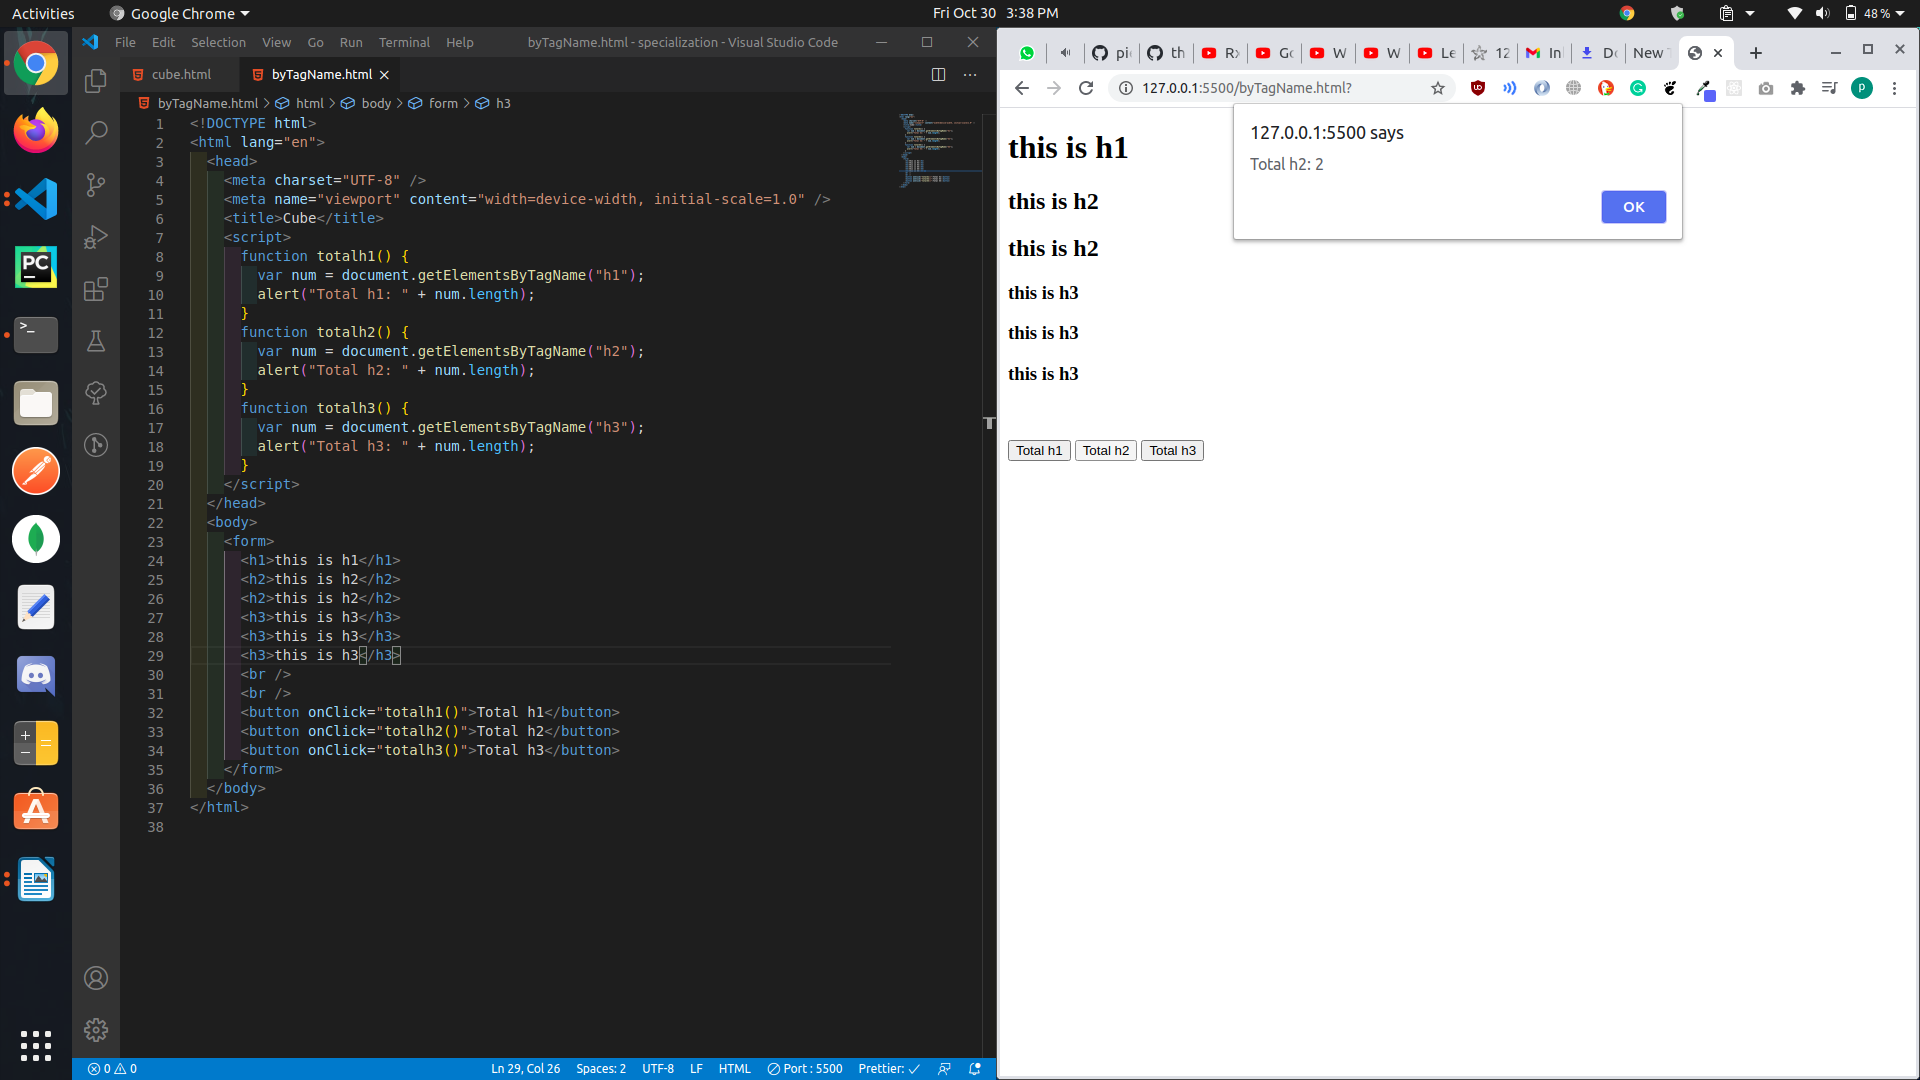 Activities
Google Chrome
Fri Oct 30 3:38 PM
48 %
File Edit Selection View Go Run Terminal Help
byTagName.html - specialization - Visual Studio Code
cube.html
byTagName.html
byTagName.html > html > body > form > h3
1 <!DOCTYPE html>
2 <html lang="en">
3 <head>
4 <meta charset="UTF-8" />
5 <meta name="viewport" content="width=device-width, initial-scale=1.0" />
6 <title>Cube</title>
7 <script>
8 function totalh1() {
9 var num = document.getElementsByTagName("h1");
10 alert("Total h1: " + num.length);
11 }
12 function totalh2() {
13 var num = document.getElementsByTagName("h2");
14 alert("Total h2: " + num.length);
15 }
16 function totalh3() {
17 var num = document.getElementsByTagName("h3");
18 alert("Total h3: " + num.length);
19 }
20 </script>
21 </head>
22 <body>
23 <form>
24 <h1>this is h1</h1>
25 <h2>this is h2</h2>
26 <h2>this is h2</h2>
27 <h3>this is h3</h3>
28 <h3>this is h3</h3>
29 <h3>this is h3</h3>
30 <br />
31 <br />
32 <button onClick="totalh1()">Total h1</button>
33 <button onClick="totalh2()">Total h2</button>
34 <button onClick="totalh3()">Total h3</button>
35 </form>
36 </body>
37 </html>
38
0 0
Ln 29, Col 26 Spaces: 2 UTF-8 LF HTML Port : 5500 Prettier:
PC
pi
th
Rx
W
W
Le
12
In
New
127.0.0.1:5500/byTagName.html?
P
127.0.0.1:5500 says
Total h2: 2
OK
this is h1
this is h2
this is h2
this is h3
this is h3
this is h3
Total h1 Total h2 Total h3